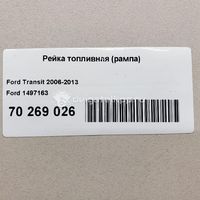 Рейка топливная (рампа)
Ford Transit 2006-2013
Ford 1497163
70 269 026